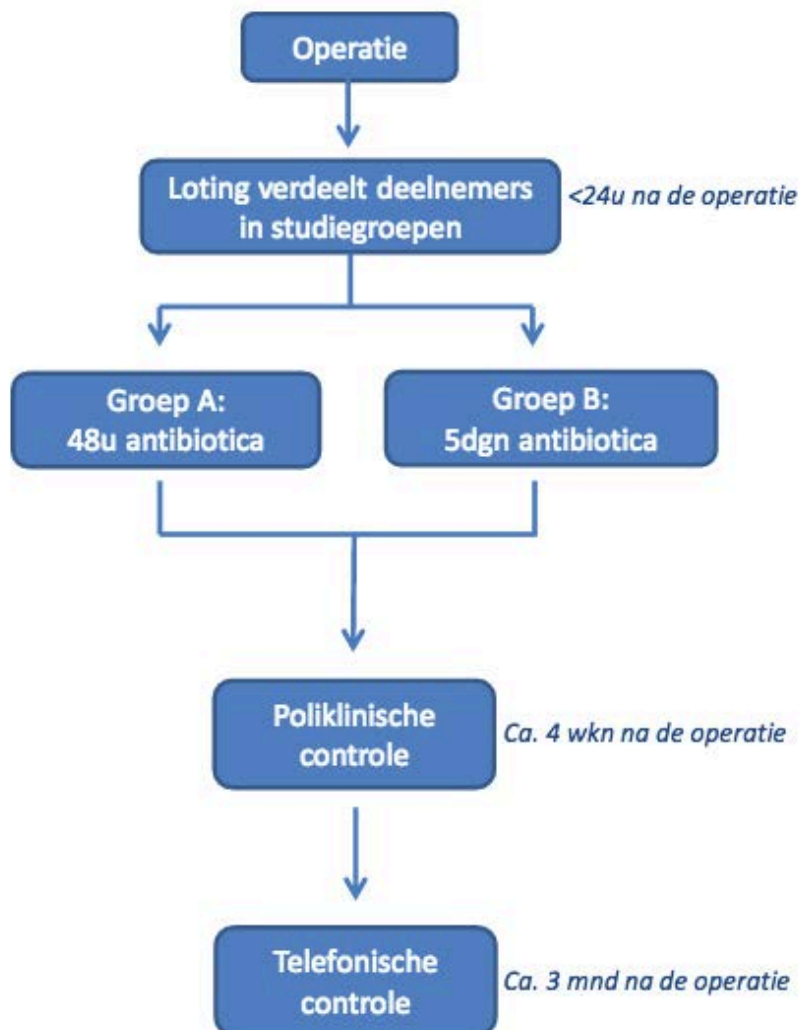 Operatie
Loting verdeelt deelnemers
in studiegroepen
<24u na de operatie
Groep A:
48u antibiotica
Groep B:
5dgn antibiotica
Poliklinische
controle
Ca. 4 wkn na de operatie
Telefonische
controle
Ca. 3 mnd na de operatie